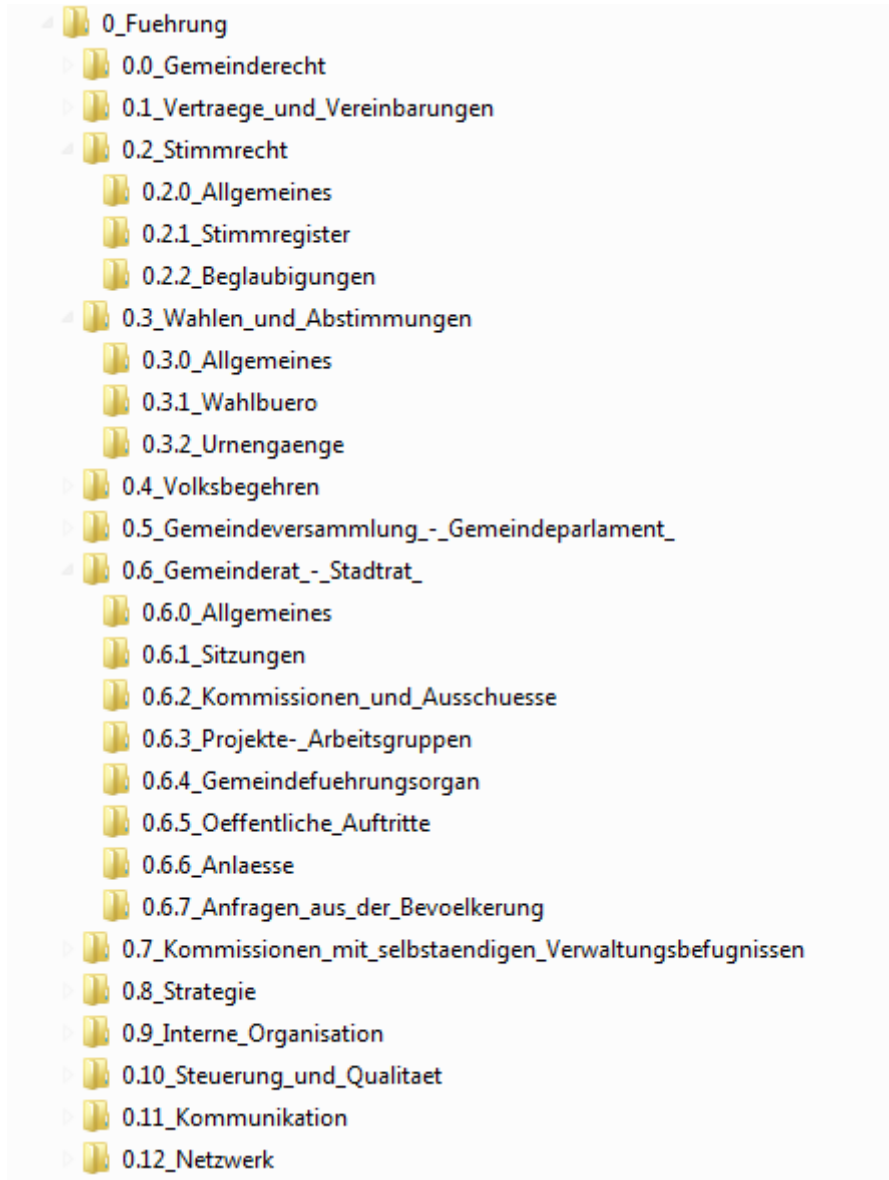 0_Fuehrung
0.0_Gemeinderecht
0.1_Vertraege_und_Vereinbarungen
0.2_Stimmrecht
0.2.0_Allgemeines
0.2.1_Stimmregister
0.2.2_Beglaubigungen
0.3_Wahlen_und_Abstimmungen
0.3.0_Allgemeines
0.3.1_Wahlbuero
0.3.2_Urnengaenge
0.4_Volksbegehren
0.5_Gemeindeversammlung_-_Gemeindeparlament_
0.6_Gemeinderat_-_Stadtrat_
0.6.0_Allgemeines
0.6.1_Sitzungen
0.6.2_Kommissionen_und_Ausschuesse
0.6.3_Projekte-_Arbeitsgruppen
0.6.4_Gemeindefuehrungsorgan
0.6.5_Oeffentliche_Auftritte
0.6.6_Anlaesse
0.6.7_Anfragen_aus_der_Bevoelkerung
0.7_Kommissionen_mit_selbstaendigen_Verwaltungsbefugnissen
0.8_Strategie
0.9_Interne_Organisation
0.10_Steuerung_und_Qualitaet
0.11_Kommunikation
0.12_Netzwerk